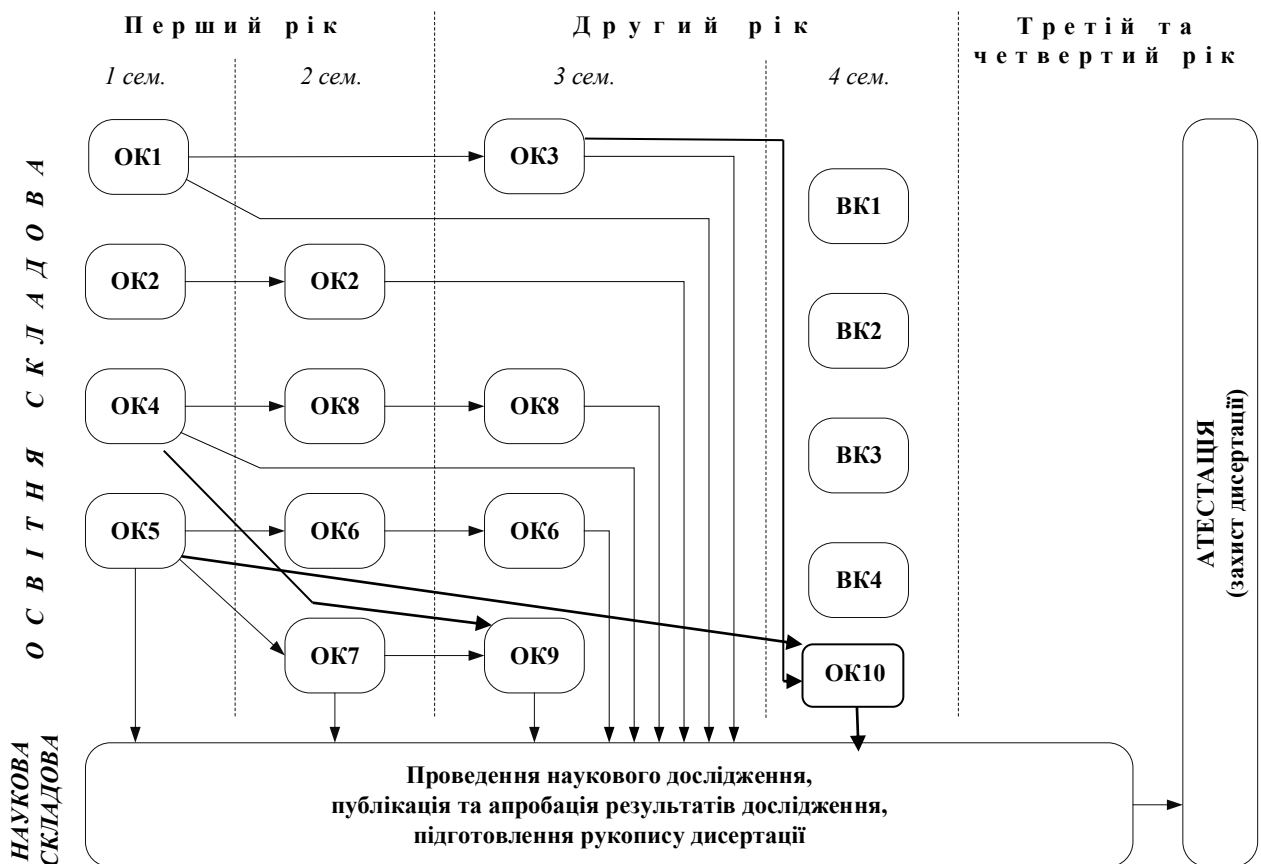 Перший рік
Другий рік
Третій та
четвертий рік
1 сем.
2 сем.
3 сем.
4 сем.
ОСВІТНЯ СКЛАДОВА
ОК1
ОК3
ВК1
ОК2
ОК2
ВК2
ОК4
ОК8
ОК8
ВК3
ОК5
ОК6
ОК6
ВК4
ОК7
ОК9
ОК10
НАУКОВА
СКЛАДОВА
Проведення наукового дослідження,
публікація та апробація результатів дослідження,
підготовлення рукопису дисертації
АТЕСТАЦІЯ
(захист дисертації)